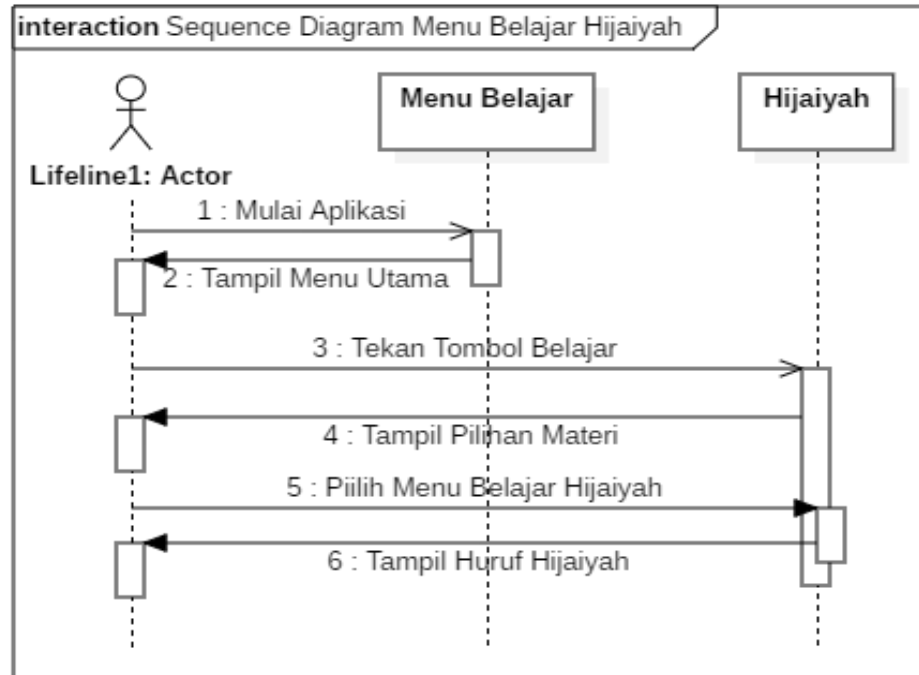 interaction Sequence Diagram Menu Belajar Hijaiyah
Menu Belajar
Hijaiyah
Lifeline1: Actor
1 : Mulai Aplikasi
2 : Tampil Menu Utama
3 : Tekan Tombol Belajar
4 : Tampil Pilihan Materi
5 : Piilih Menu Belajar Hijaiyah
6 : Tampil Huruf Hijaiyah